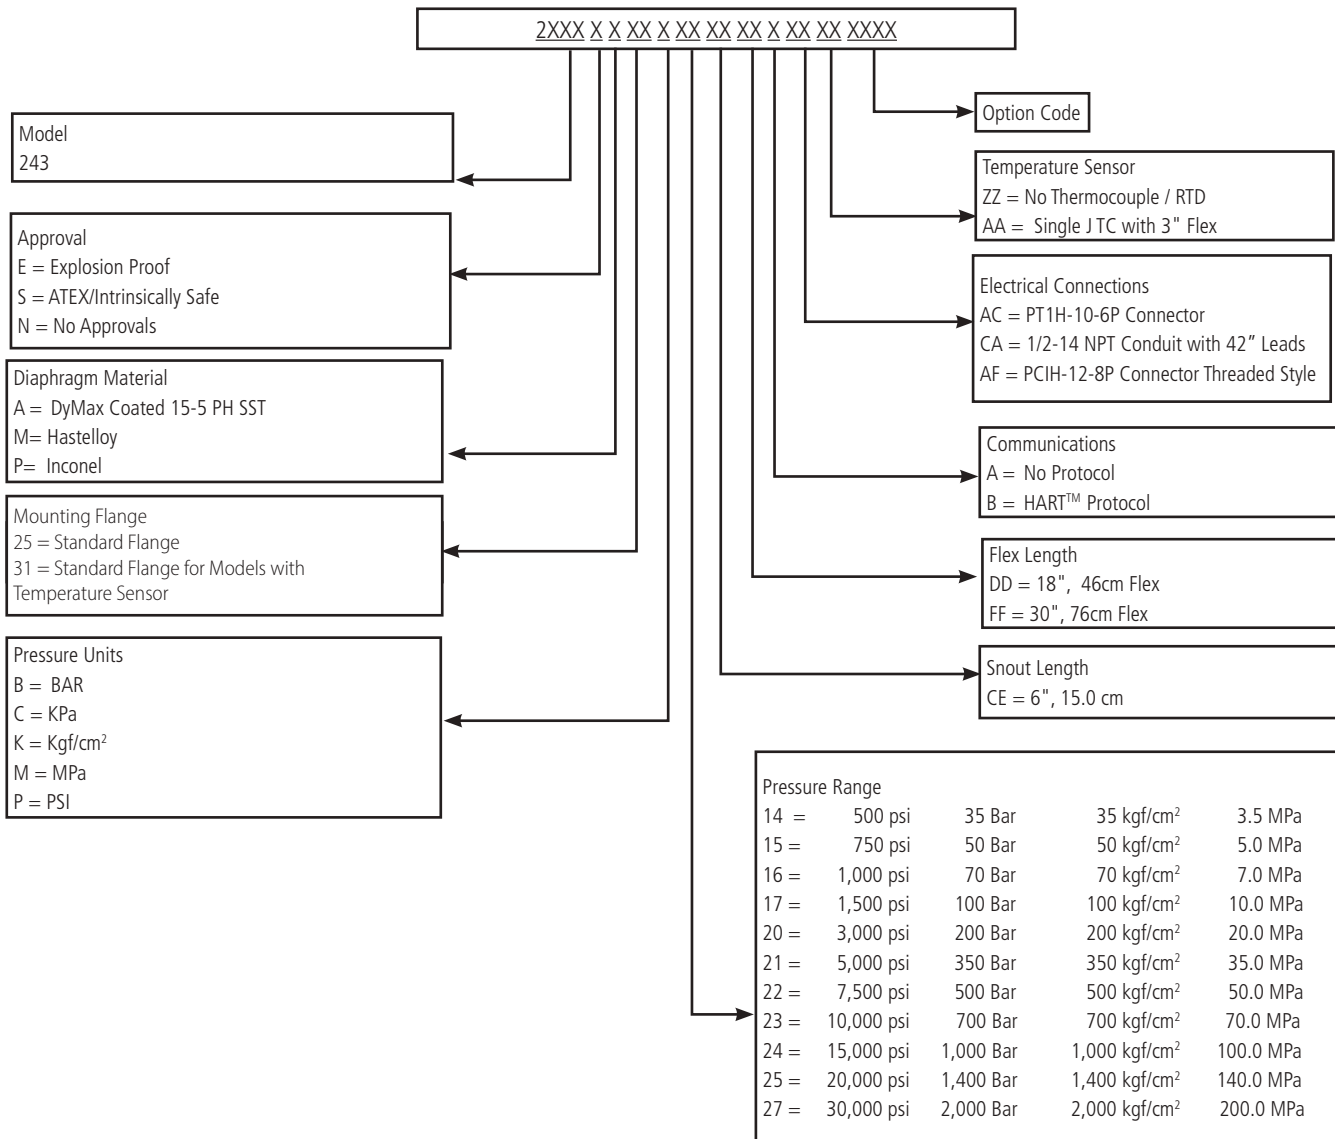 2XXX X X XX X XX XX XX X XX XX XXXX
Model
243
Approval
E = Explosion Proof
S = ATEX/Intrinsically Safe
N = No Approvals
Diaphragm Material
A = DyMax Coated 15-5 PH SST
M= Hastelloy
P= Inconel
Mounting Flange
25 = Standard Flange
31 = Standard Flange for Models with
Temperature Sensor
Pressure Units
B = BAR
C = KPa
K = Kgf/cm²
M = MPa
P = PSI
Option Code
Temperature Sensor
ZZ = No Thermocouple / RTD
AA = Single J TC with 3" Flex
Electrical Connections
AC = PT1H-10-6P Connector
CA = 1/2-14 NPT Conduit with 42” Leads
AF = PCIH-12-8P Connector Threaded Style
Communications
A = No Protocol
B = HART™ Protocol
Flex Length
DD = 18", 46cm Flex
FF = 30", 76cm Flex
Snout Length
CE = 6", 15.0 cm
Pressure Range
14 = 500 psi 35 Bar 35 kgf/cm² 3.5 MPa
15 = 750 psi 50 Bar 50 kgf/cm² 5.0 MPa
16 = 1,000 psi 70 Bar 70 kgf/cm² 7.0 MPa
17 = 1,500 psi 100 Bar 100 kgf/cm² 10.0 MPa
20 = 3,000 psi 200 Bar 200 kgf/cm² 20.0 MPa
21 = 5,000 psi 350 Bar 350 kgf/cm² 35.0 MPa
22 = 7,500 psi 500 Bar 500 kgf/cm² 50.0 MPa
23 = 10,000 psi 700 Bar 700 kgf/cm² 70.0 MPa
24 = 15,000 psi 1,000 Bar 1,000 kgf/cm² 100.0 MPa
25 = 20,000 psi 1,400 Bar 1,400 kgf/cm² 140.0 MPa
27 = 30,000 psi 2,000 Bar 2,000 kgf/cm² 200.0 MPa